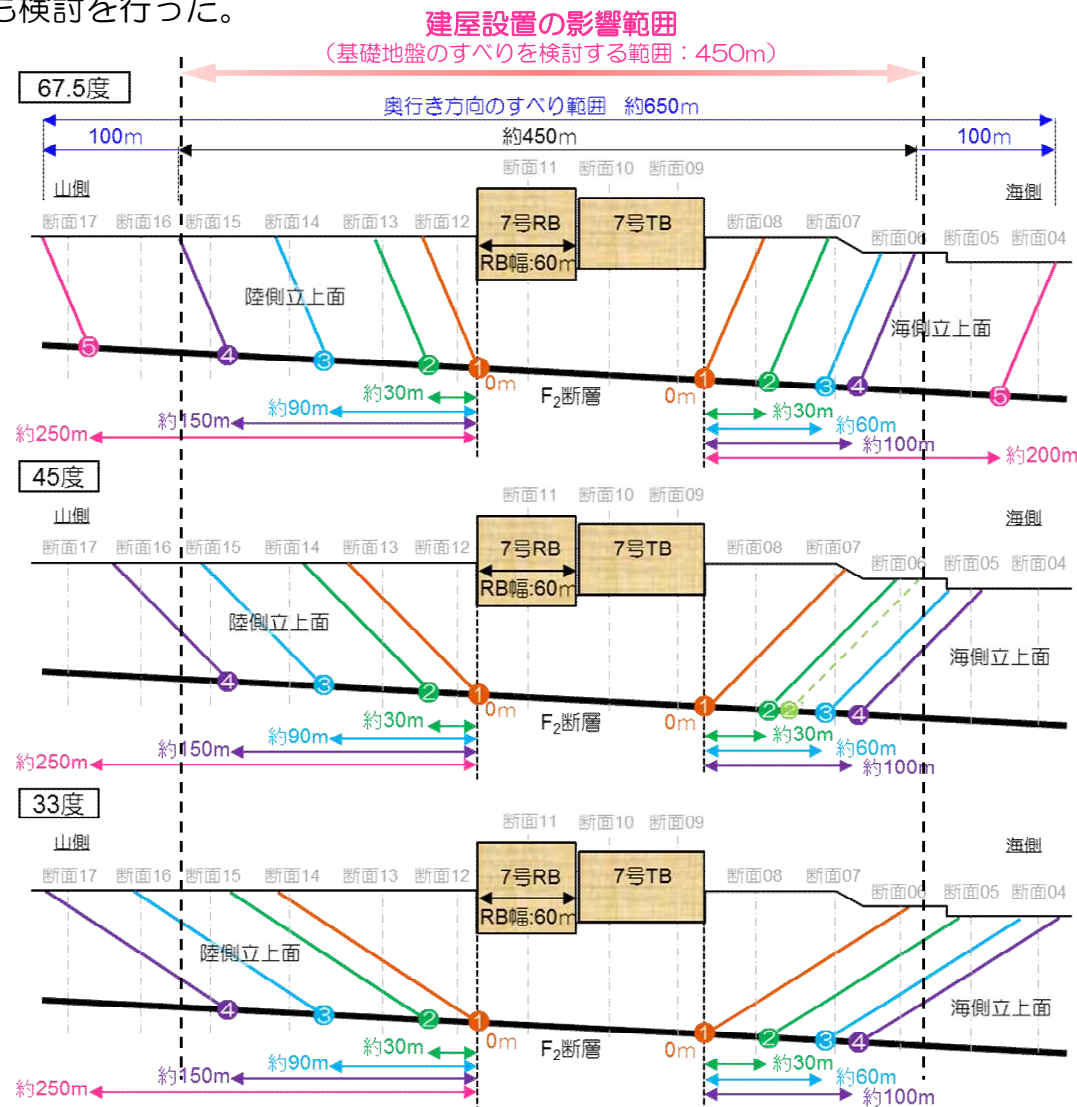 も検討を行った。
建屋設置の影響範囲
（基礎地盤のすべりを検討する範囲：450m）
67.5度
奥行き方向のすべり範囲　約650m
100m
約450m
100m
断面11 断面10 断面09
山側
海側
7号RB
7号TB
断面17 断面16 断面15 断面14 断面13 断面12
断面08 断面07
断面06 断面05 断面04
RB幅:60m
陸側立上面
海側立上面
⑤ ④ ③ ② ①
① ② ③ ④ ⑤
0m
F₂断層
0m
約30m
約30m
約90m
約60m
約150m
約100m
約250m
約200m
45度
断面11 断面10 断面09
山側
海側
断面17 断面16 断面15 断面14 断面13 断面12
7号RB
7号TB
断面08 断面07
断面06 断面05 断面04
RB幅:60m
陸側立上面
海側立上面
④ ③ ② ①
① ② ② ③ ④
0m
F₂断層
0m
約30m
約30m
約90m
約60m
約150m
約100m
約250m
33度
断面11 断面10 断面09
山側
海側
断面17 断面16 断面15 断面14 断面13 断面12
7号RB
7号TB
断面08 断面07
断面06 断面05 断面04
RB幅:60m
陸側立上面
海側立上面
④ ③ ② ①
① ② ③ ④
0m
F₂断層
0m
約30m
約30m
約90m
約60m
約150m
約100m
約250m